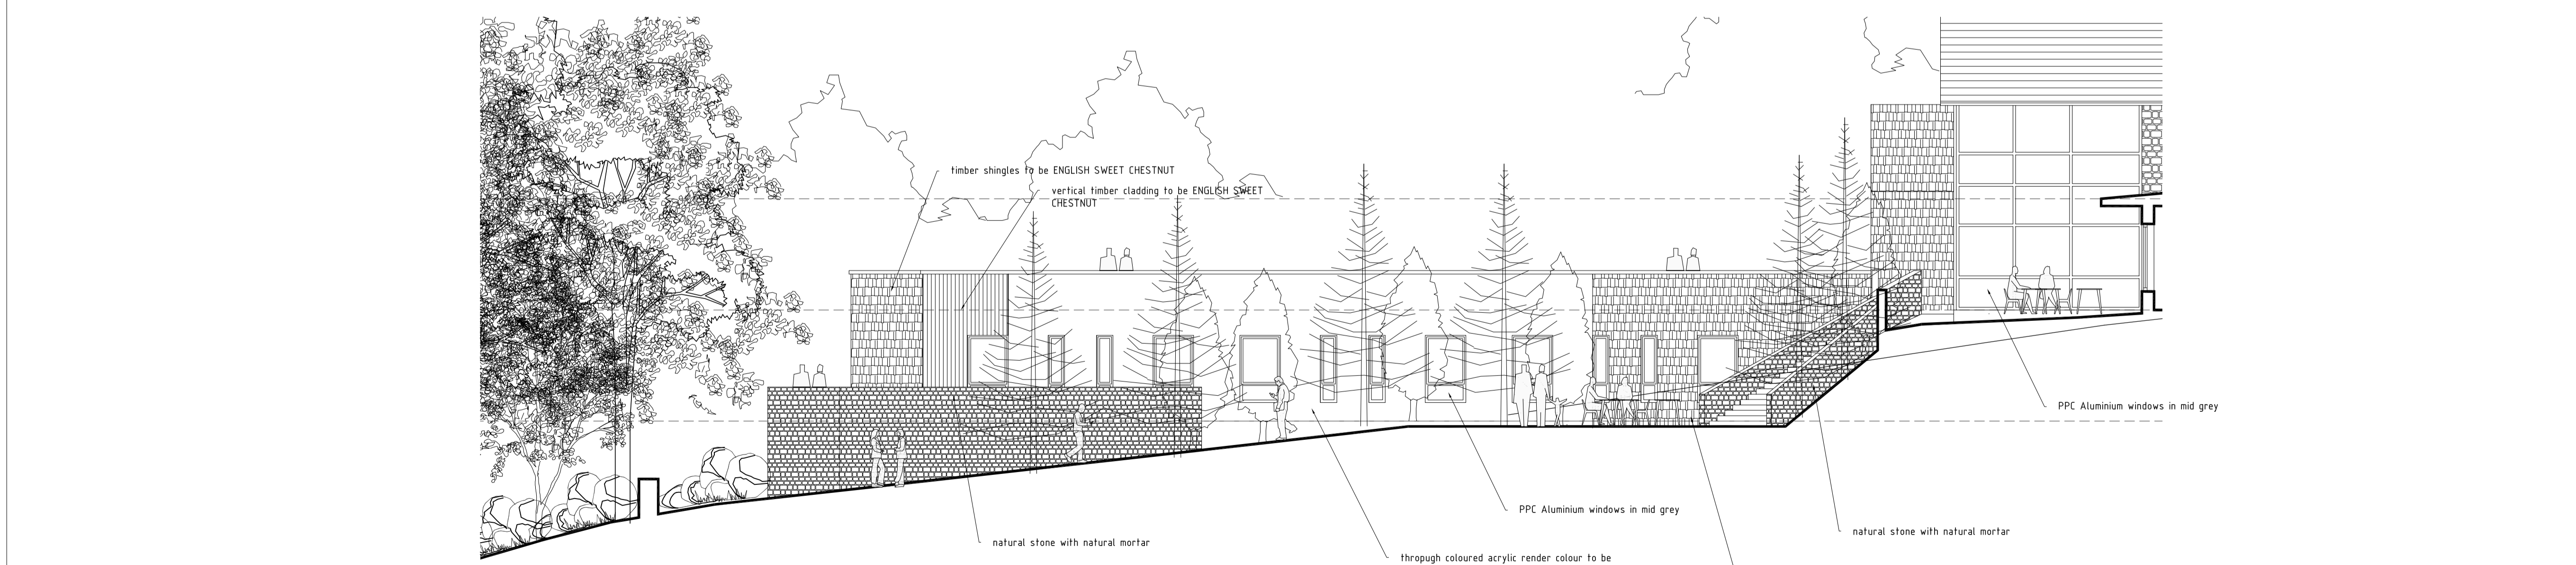 timber shingles to be ENGLISH SWEET CHESTNUT
vertical timber cladding to be ENGLISH SWEET
CHESTNUT
PPC Aluminium windows in mid grey
PPC Aluminium windows in mid grey
natural stone with natural mortar
natural stone with natural mortar
thropugh coloured acrylic render colour to be